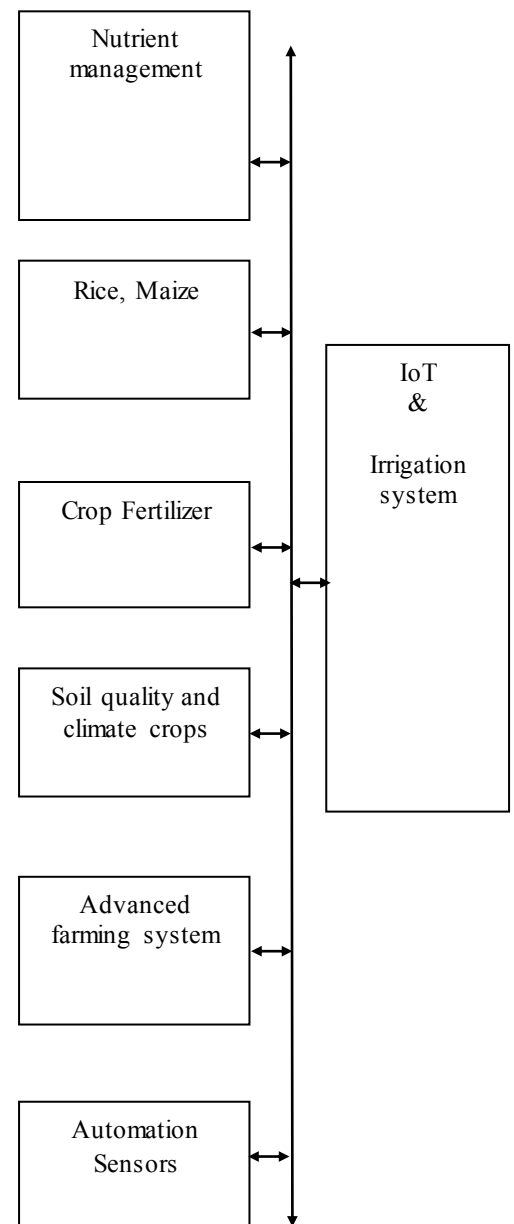 Nutrient
management
Rice, Maize
IoT
&
Irrigation
system
Crop Fertilizer
Soil quality and
climate crops
Advanced
farming system
Automation
Sensors